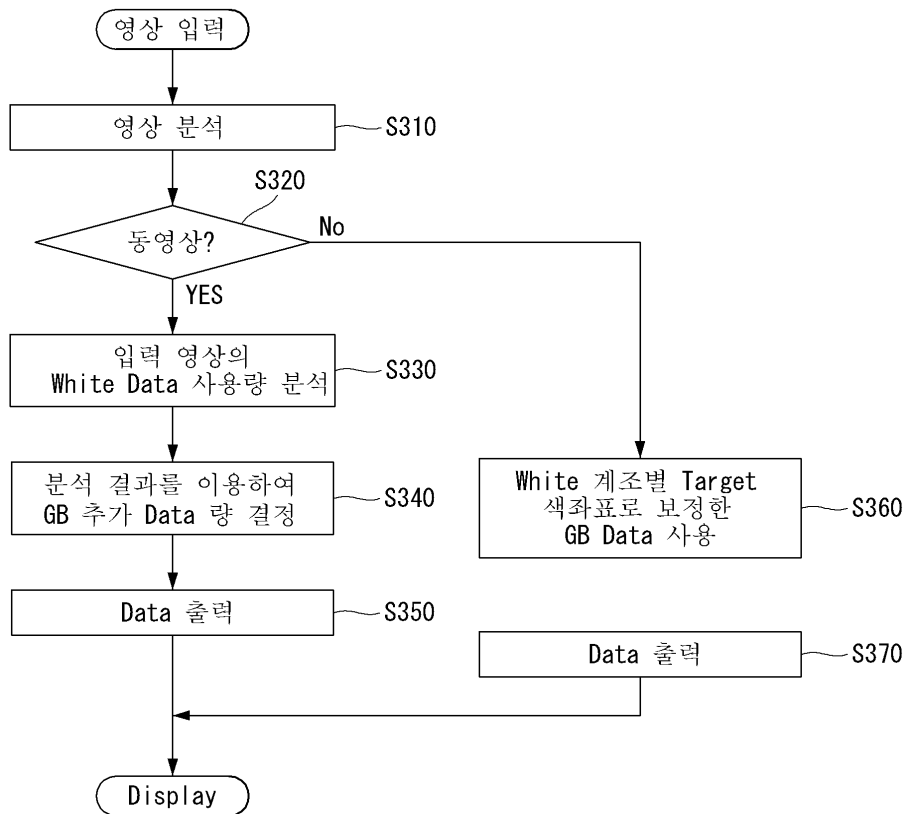 영상 입력
영상 분석
S310
S320
동영상?
No
YES
입력 영상의
White Data 사용량 분석
S330
분석 결과를 이용하여
GB 추가 Data 량 결정
S340
White 계조별 Target
색좌표로 보정한
GB Data 사용
S360
Data 출력
S350
Data 출력
S370
Display